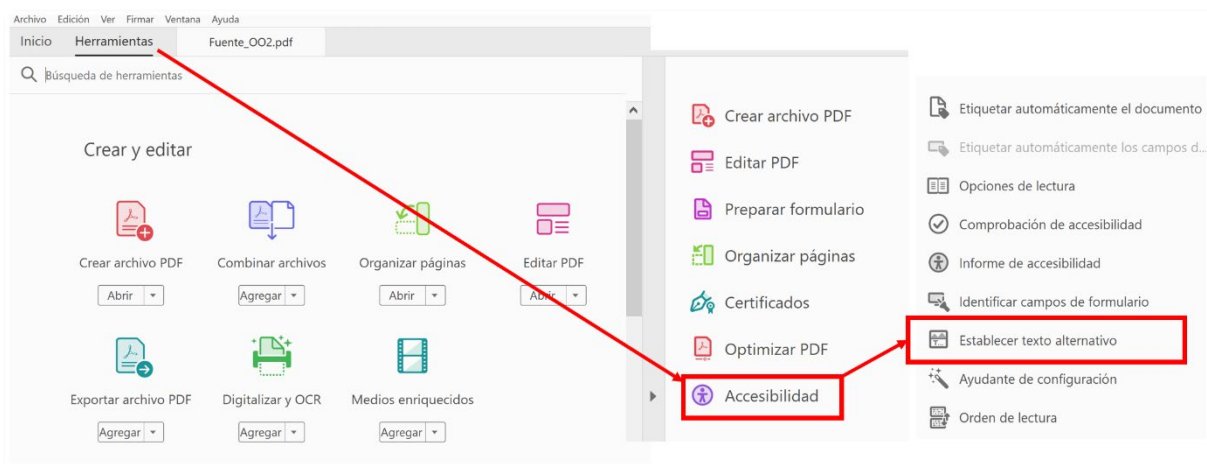 Archivo Edición Ver Firmar Ventana Ayuda
Inicio Herramientas Fuente_OO2.pdf
Búsqueda de herramientas
Crear y editar
Crear archivo PDF Combinar archivos Organizar páginas Editar PDF
Abrir Agregar Abrir Abrir
Exportar archivo PDF Digitalizar y OCR Medios enriquecidos
Agregar Agregar Agregar
Crear archivo PDF
Editar PDF
Preparar formulario
Organizar páginas
Certificados
Optimizar PDF
Accesibilidad
Etiquetar automáticamente el documento
Etiquetar automáticamente los campos d...
Opciones de lectura
Comprobación de accesibilidad
Informe de accesibilidad
Identificar campos de formulario
Establecer texto alternativo
Ayudante de configuración
Orden de lectura